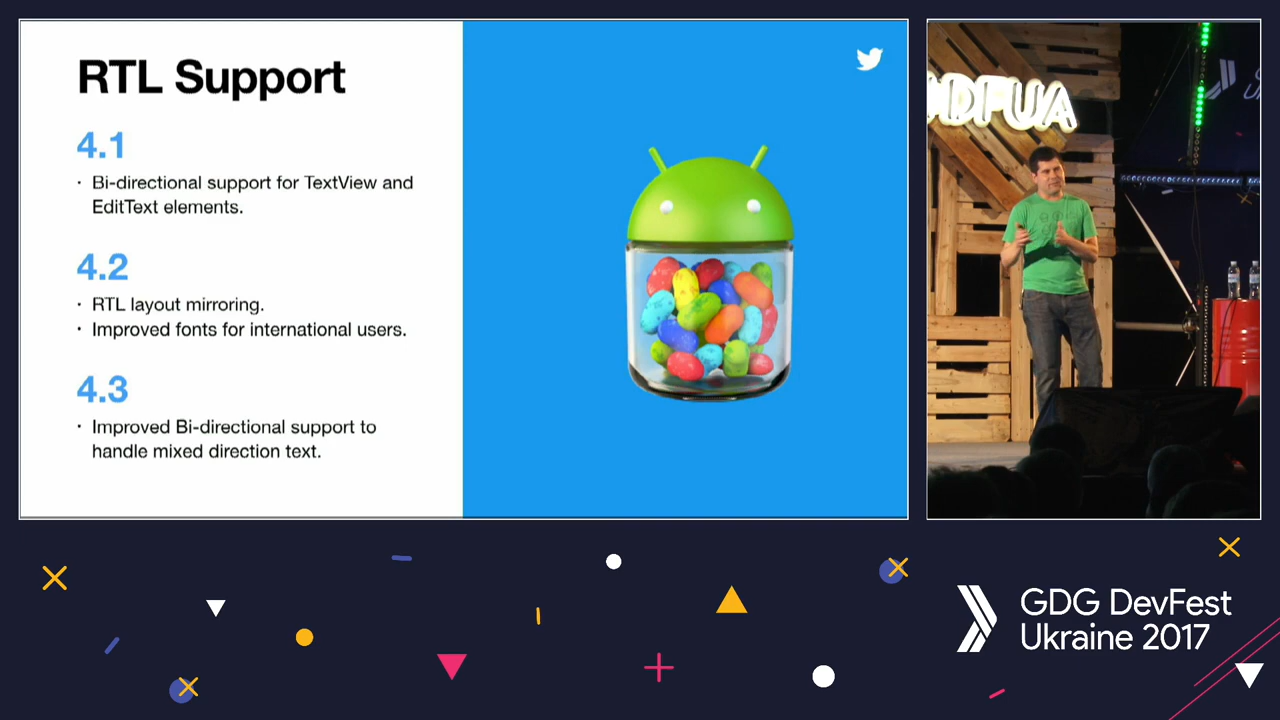 RTL Support
4.1
· Bi-directional support for TextView and
EditText elements.
4.2
· RTL layout mirroring.
· Improved fonts for international users.
4.3
· Improved Bi-directional support to
handle mixed direction text.
DFUA
GDG DevFest
Ukraine 2017